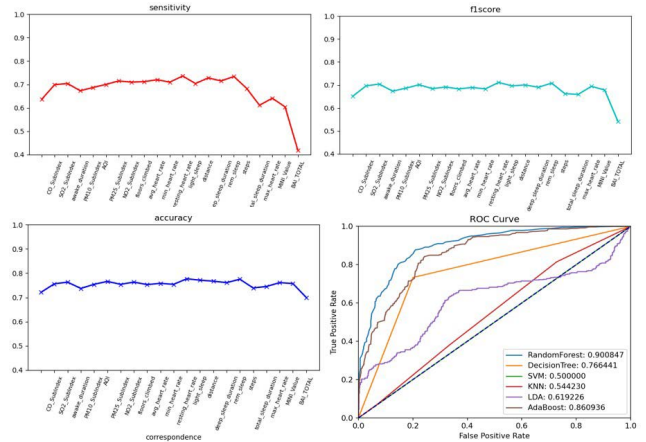 sensitivity
1.0
0.9
0.8
0.7
0.6
0.5
0.4
CO_SubIndex
SO2_SubIndex
awake_duration
PM10_SubIndex
AQI
PM25_SubIndex
NO2_SubIndex
floors_climbed
avg_heart_rate
min_heart_rate
resting_heart_rate
light_sleep
distance
ep_sleep_duration
rem_sleep
steps
tal_sleep_duration
max_heart_rate
MNI_Value
BAI_TOTAL
f1score
1.0
0.9
0.8
0.7
0.6
0.5
0.4
CO_SubIndex
SO2_SubIndex
awake_duration
PM10_SubIndex
AQI
PM25_SubIndex
NO2_SubIndex
floors_climbed
avg_heart_rate
min_heart_rate
resting_heart_rate
light_sleep
distance
deep_sleep_duration
rem_sleep
steps
total_sleep_duration
max_heart_rate
MNI_Value
BAI_TOTAL
accuracy
1.0
0.9
0.8
0.7
0.6
0.5
0.4
CO_SubIndex
SO2_SubIndex
awake_duration
PM10_SubIndex
AQI
PM25_SubIndex
NO2_SubIndex
floors_climbed
avg_heart_rate
min_heart_rate
resting_heart_rate
light_sleep
distance
deep_sleep_duration
rem_sleep
steps
total_sleep_duration
max_heart_rate
MNI_Value
BAI_TOTAL
correspondence
ROC Curve
True Positive Rate
1.0
0.8
0.6
0.4
0.2
0.0
RandomForest: 0.900847
DecisionTree: 0.766441
SVM: 0.500000
KNN: 0.544230
LDA: 0.619226
AdaBoost: 0.860936
0.0
0.2
0.4
0.6
0.8
1.0
False Positive Rate